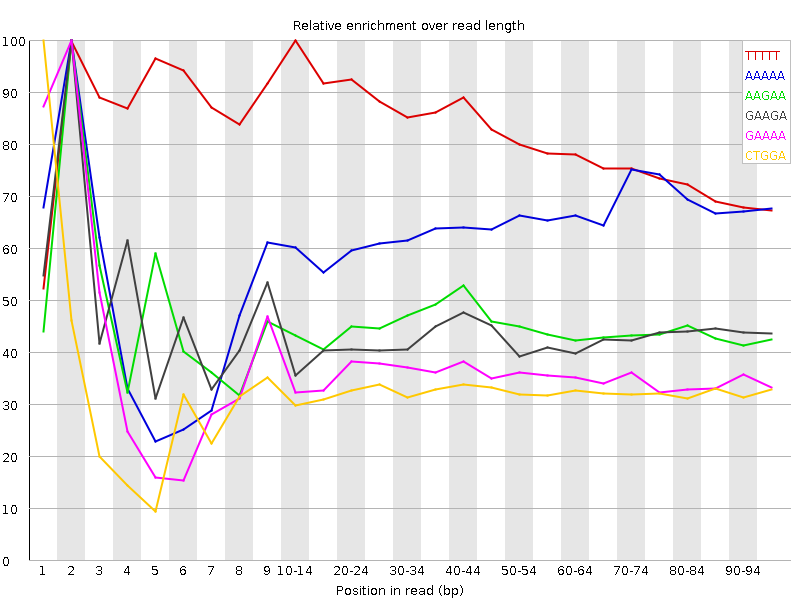 Relative enrichment over read length
100
90
80
70
60
50
40
30
20
10
0
TTTTT
AAAAA
AAGAA
GAAGA
GAAAA
CTGGA
1 2 3 4 5 6 7 8 9 10-14 20-24 30-34 40-44 50-54 60-64 70-74 80-84 90-94
Position in read (bp)